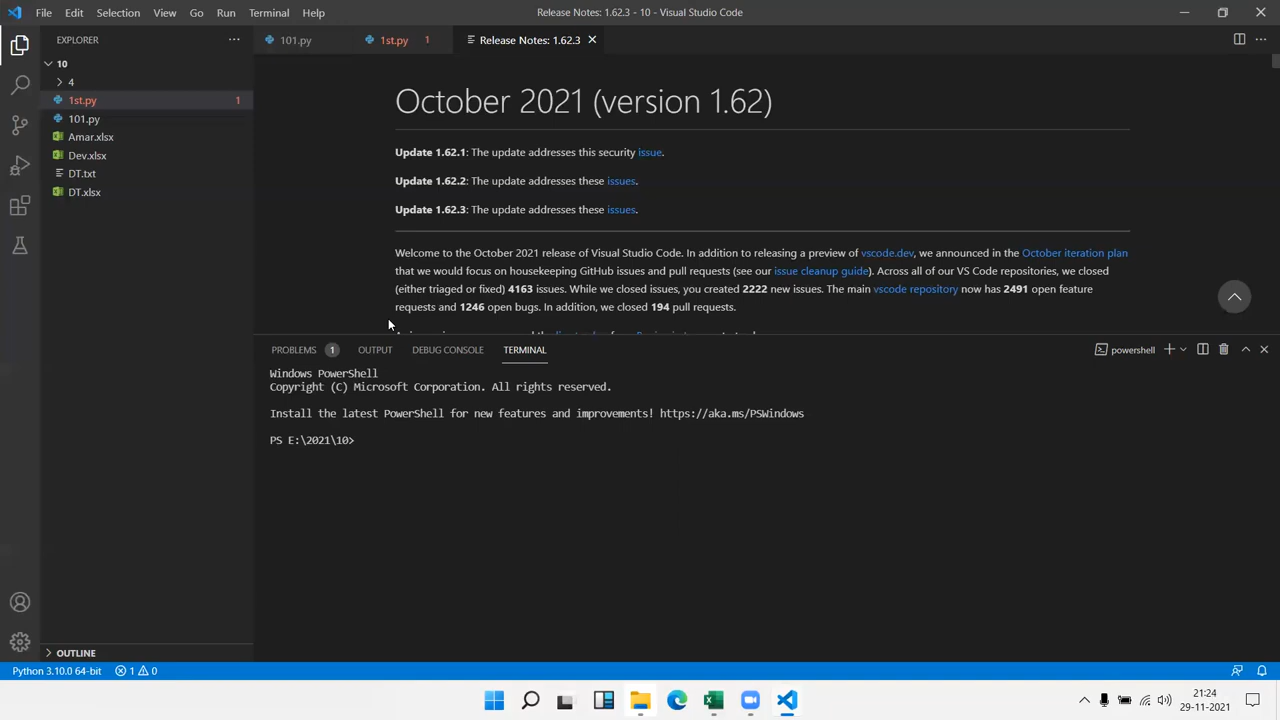 File Edit Selection View Go Run Terminal Help
Release Notes: 1.62.3 - 10 - Visual Studio Code
EXPLORER
101.py
1st.py 1
Release Notes: 1.62.3
10
4
1st.py 1
101.py
Amar.xlsx
Dev.xlsx
DT.txt
DT.xlsx
October 2021 (version 1.62)
Update 1.62.1: The update addresses this security issue.
Update 1.62.2: The update addresses these issues.
Update 1.62.3: The update addresses these issues.
Welcome to the October 2021 release of Visual Studio Code. In addition to releasing a preview of vscode.dev, we announced in the October iteration plan
that we would focus on housekeeping GitHub issues and pull requests (see our issue cleanup guide). Across all of our VS Code repositories, we closed
(either triaged or fixed) 4163 issues. While we closed issues, you created 2222 new issues. The main vscode repository now has 2491 open feature
requests and 1246 open bugs. In addition, we closed 194 pull requests.
PROBLEMS 1 OUTPUT DEBUG CONSOLE TERMINAL
powershell
Windows PowerShell
Copyright (C) Microsoft Corporation. All rights reserved.
Install the latest PowerShell for new features and improvements! https://aka.ms/PSWindows
PS E:\2021\10>
OUTLINE
Python 3.10.0 64-bit
1 0
21:24
29-11-2021